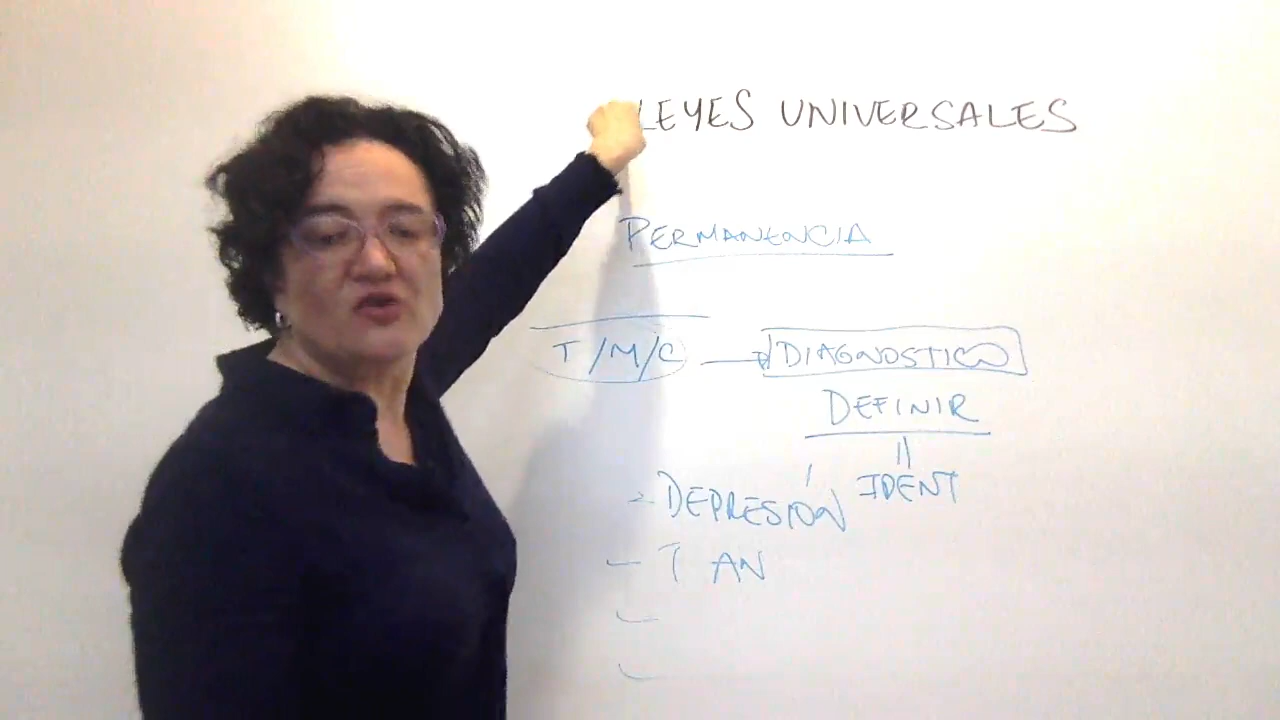 LEYES UNIVERSALES
PERMANENCIA
T/M/C → DIAGNOSTICO
DEFINIR
IDENT
- DEPRESIÓN
- T AN
-
-